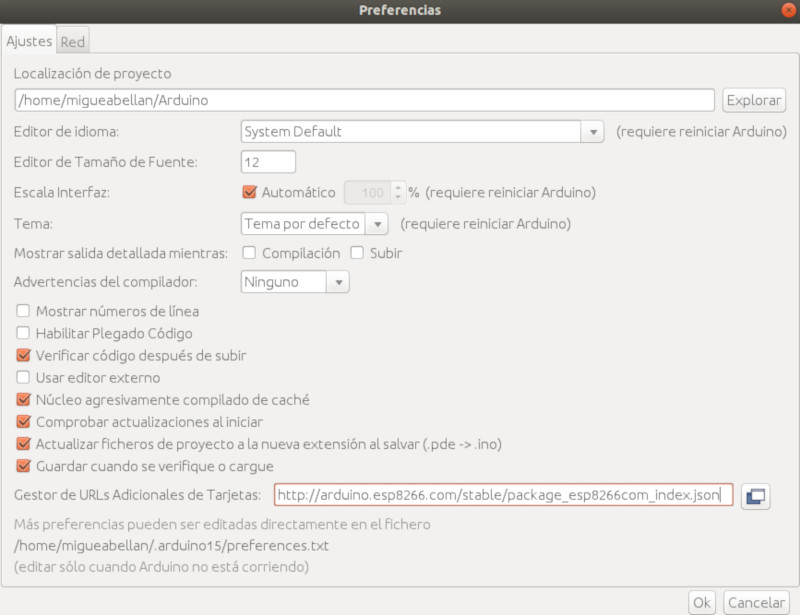 Preferencias
Ajustes Red
Localización de proyecto
/home/migueabellan/Arduino Explorar
Editor de idioma: System Default (requiere reiniciar Arduino)
Editor de Tamaño de Fuente: 12
Escala Interfaz: Automático 100 % (requiere reiniciar Arduino)
Tema: Tema por defecto (requiere reiniciar Arduino)
Mostrar salida detallada mientras: Compilación Subir
Advertencias del compilador: Ninguno
Mostrar números de línea
Habilitar Plegado Código
Verificar código después de subir
Usar editor externo
Núcleo agresivamente compilado de caché
Comprobar actualizaciones al iniciar
Actualizar ficheros de proyecto a la nueva extensión al salvar (.pde -> .ino)
Guardar cuando se verifique o cargue
Gestor de URLs Adicionales de Tarjetas: http://arduino.esp8266.com/stable/package_esp8266com_index.json
Más preferencias pueden ser editadas directamente en el fichero
/home/migueabellan/.arduino15/preferences.txt
(editar sólo cuando Arduino no está corriendo)
Ok Cancelar